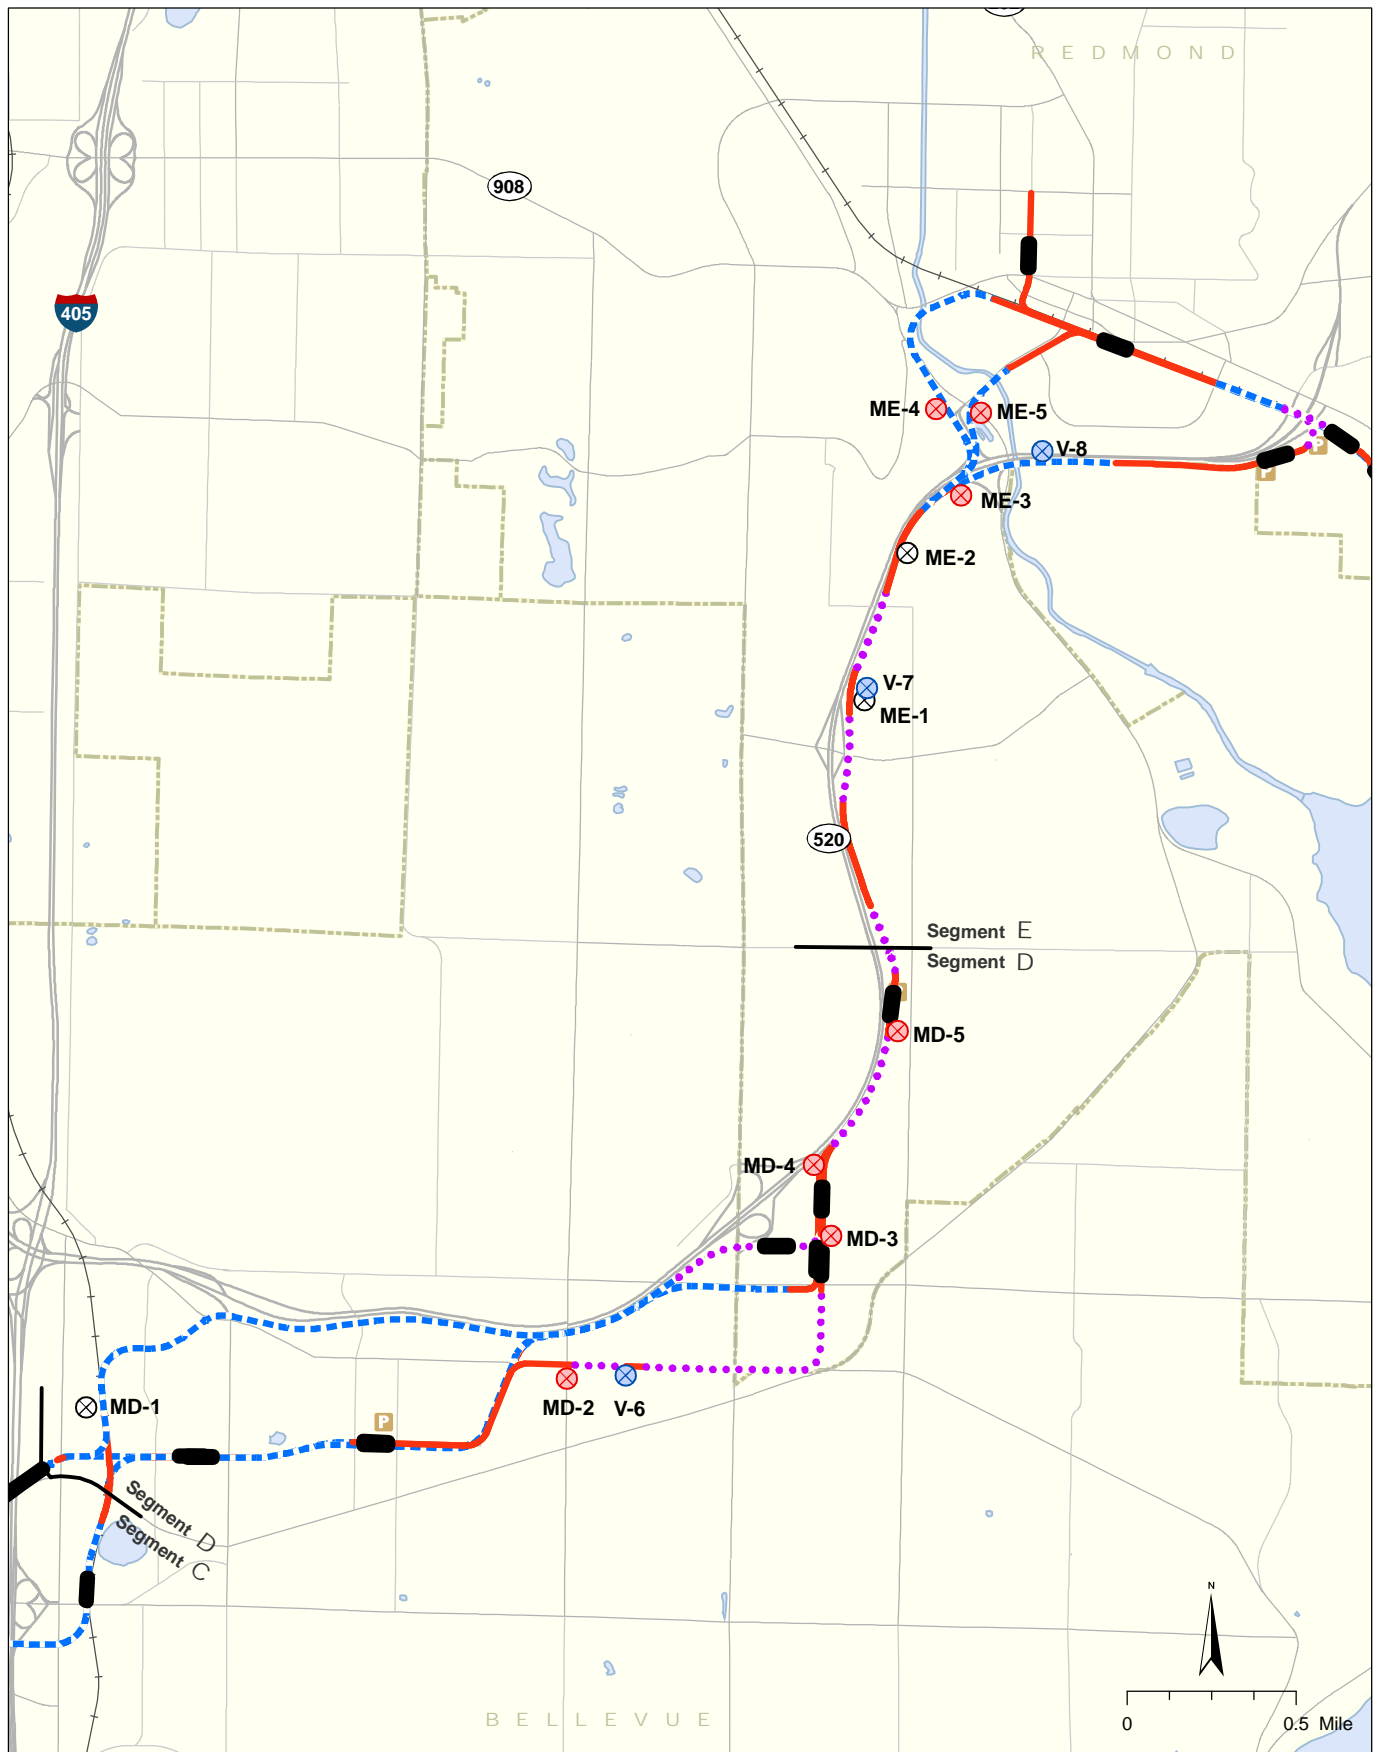 REDMOND
908
405
ME-4
ME-5
V-8
P
P
ME-3
ME-2
V-7
ME-1
520
Segment E
Segment D
MD-5
MD-4
MD-3
MD-2
V-6
MD-1
P
Segment D
Segment C
N
BELLEVUE
0 0.5 Mile